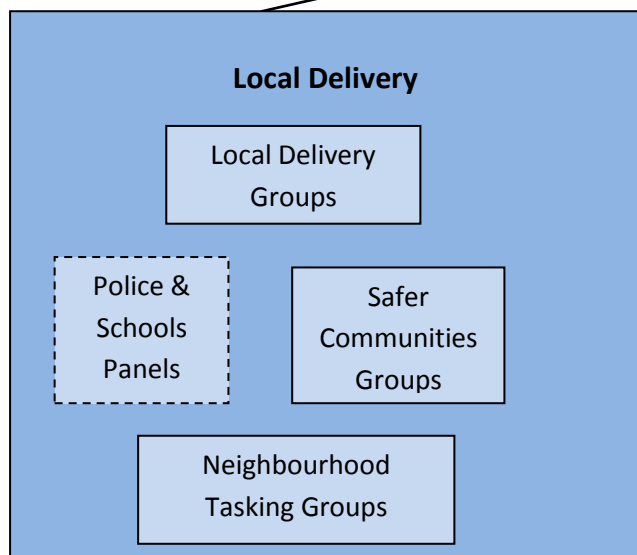 Local Delivery
Local Delivery
Groups
Police &
Schools
Panels
Safer
Communities
Groups
Neighbourhood
Tasking Groups